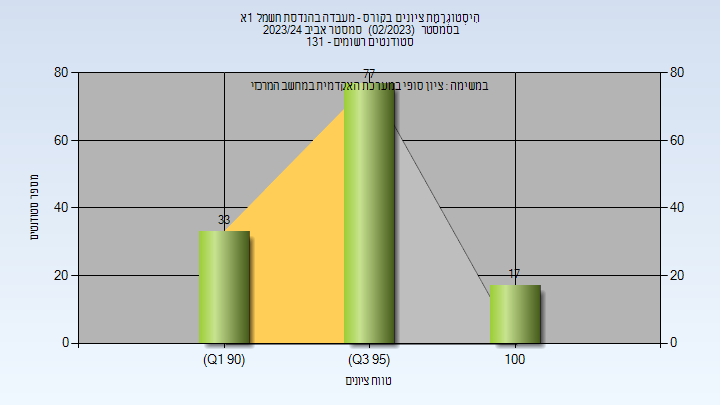 היסטוגרמת ציונים בקורס - מעבדה בהנדסת חשמל 1א
בסמסטר (02/2023) סמסטר אביב 2023/24
סטודנטים רשומים - 131
במשימה : ציון סופי במערכת האקדמית במחשב המרכזי
80
60
40
20
0
80
60
40
20
0
מספר סטודנטים
33
77
17
(Q1 90)
(Q3 95)
100
טווח ציונים